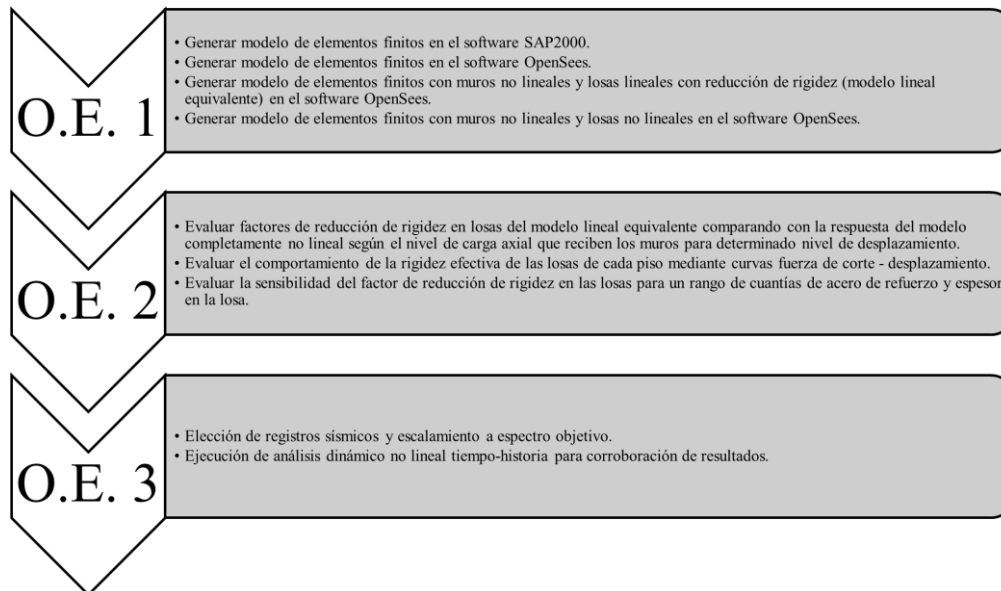 O.E. 1
• Generar modelo de elementos finitos en el software SAP2000.
• Generar modelo de elementos finitos en el software OpenSees.
• Generar modelo de elementos finitos con muros no lineales y losas lineales con reducción de rigidez (modelo lineal
equivalente) en el software OpenSees.
• Generar modelo de elementos finitos con muros no lineales y losas no lineales en el software OpenSees.
O.E. 2
• Evaluar factores de reducción de rigidez en losas del modelo lineal equivalente comparando con la respuesta del modelo
completamente no lineal según el nivel de carga axial que reciben los muros para determinado nivel de desplazamiento.
• Evaluar el comportamiento de la rigidez efectiva de las losas de cada piso mediante curvas fuerza de corte - desplazamiento.
• Evaluar la sensibilidad del factor de reducción de rigidez en las losas para un rango de cuantías de acero de refuerzo y espesor
en la losa.
O.E. 3
• Elección de registros sísmicos y escalamiento a espectro objetivo.
• Ejecución de análisis dinámico no lineal tiempo-historia para corroboración de resultados.